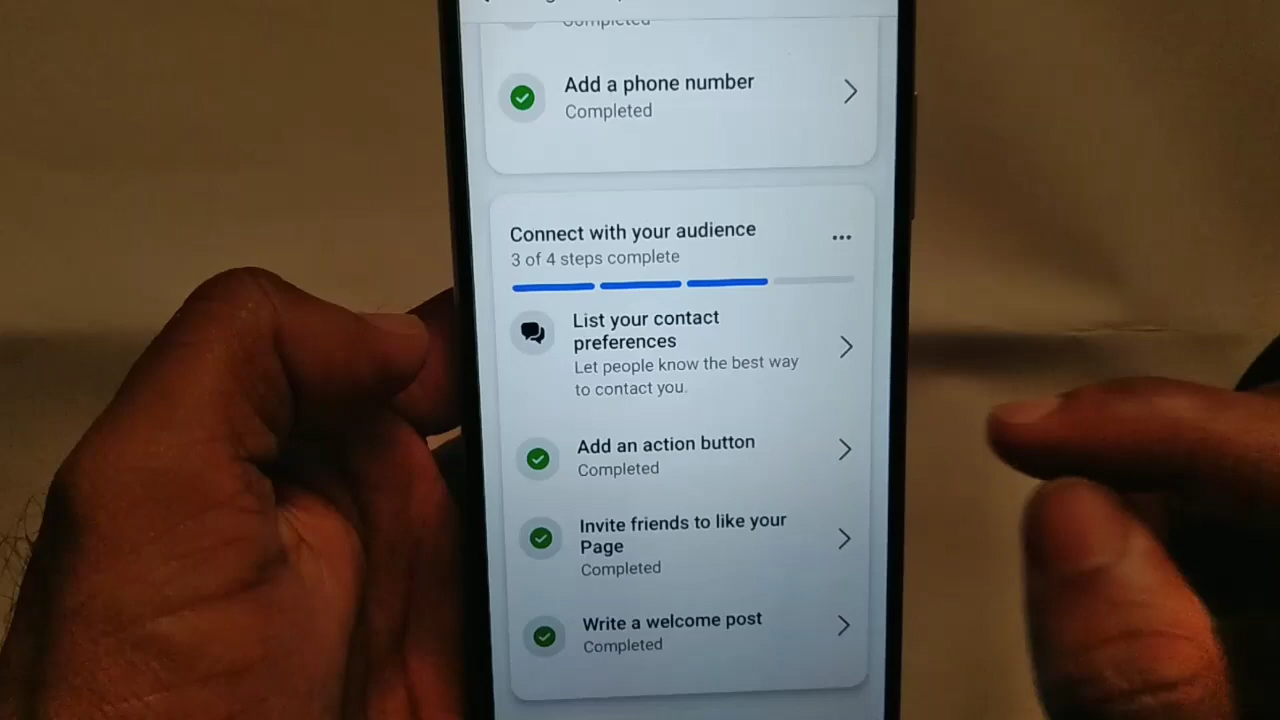 Completed
Add a phone number
Completed
Connect with your audience
3 of 4 steps complete
List your contact
preferences
Let people know the best way
to contact you.
Add an action button
Completed
Invite friends to like your
Page
Completed
Write a welcome post
Completed